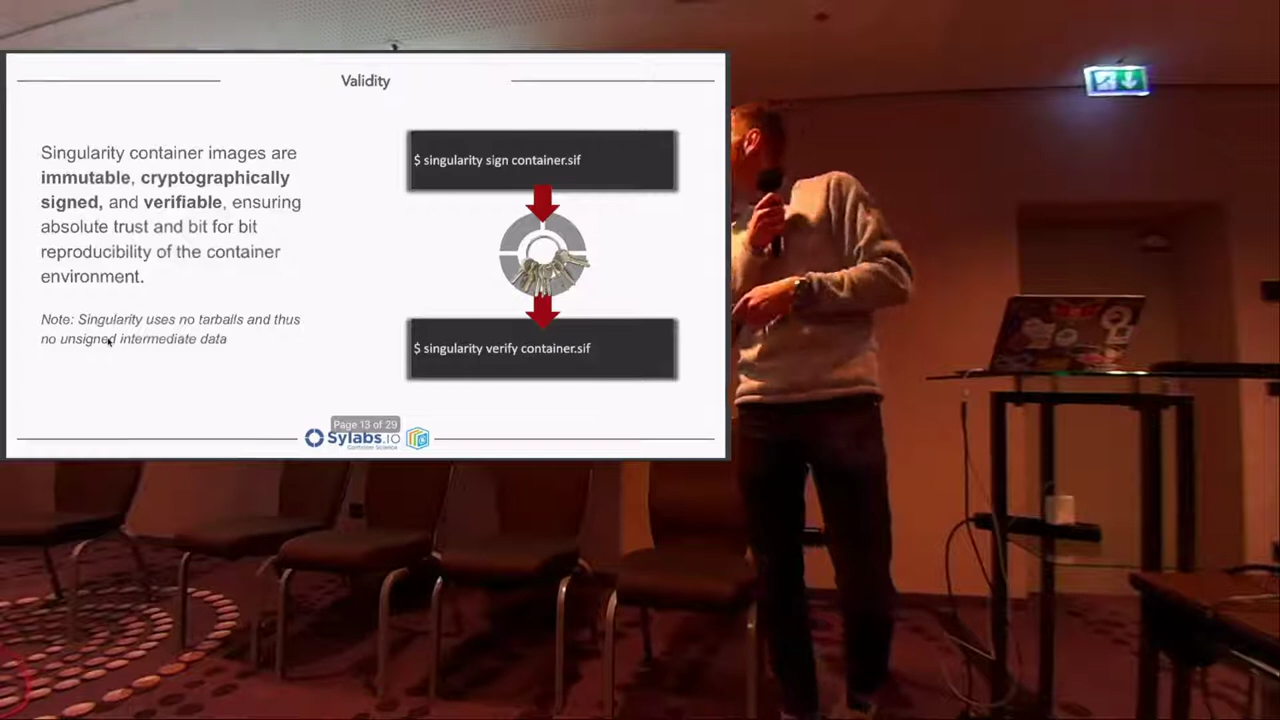 Validity
Singularity container images are
immutable, cryptographically
signed, and verifiable, ensuring
absolute trust and bit for bit
reproducibility of the container
environment.
Note: Singularity uses no tarballs and thus
no unsigned intermediate data
$ singularity sign container.sif
$ singularity verify container.sif
Page 13 of 29
Sylabs.io
Container Science